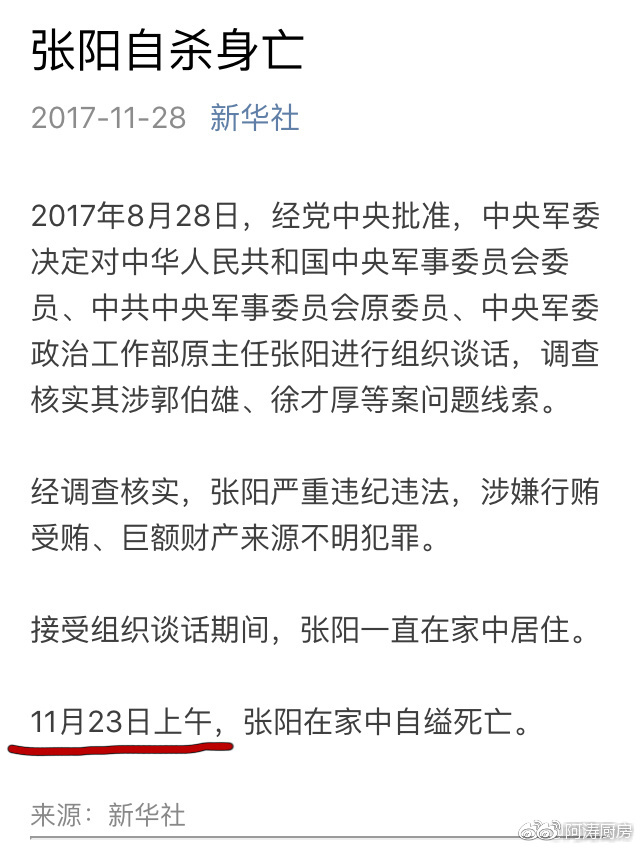 张阳自杀身亡
2017-11-28 新华社
2017年8月28日，经党中央批准，中央军委
决定对中华人民共和国中央军事委员会委
员、中共中央军事委员会原委员、中央军委
政治工作部原主任张阳进行组织谈话，调查
核实其涉郭伯雄、徐才厚等案问题线索。
经调查核实，张阳严重违纪违法，涉嫌行贿
受贿、巨额财产来源不明犯罪。
接受组织谈话期间，张阳一直在家中居住。
11月23日上午，张阳在家中自缢死亡。
来源：新华社
阿涛厨房